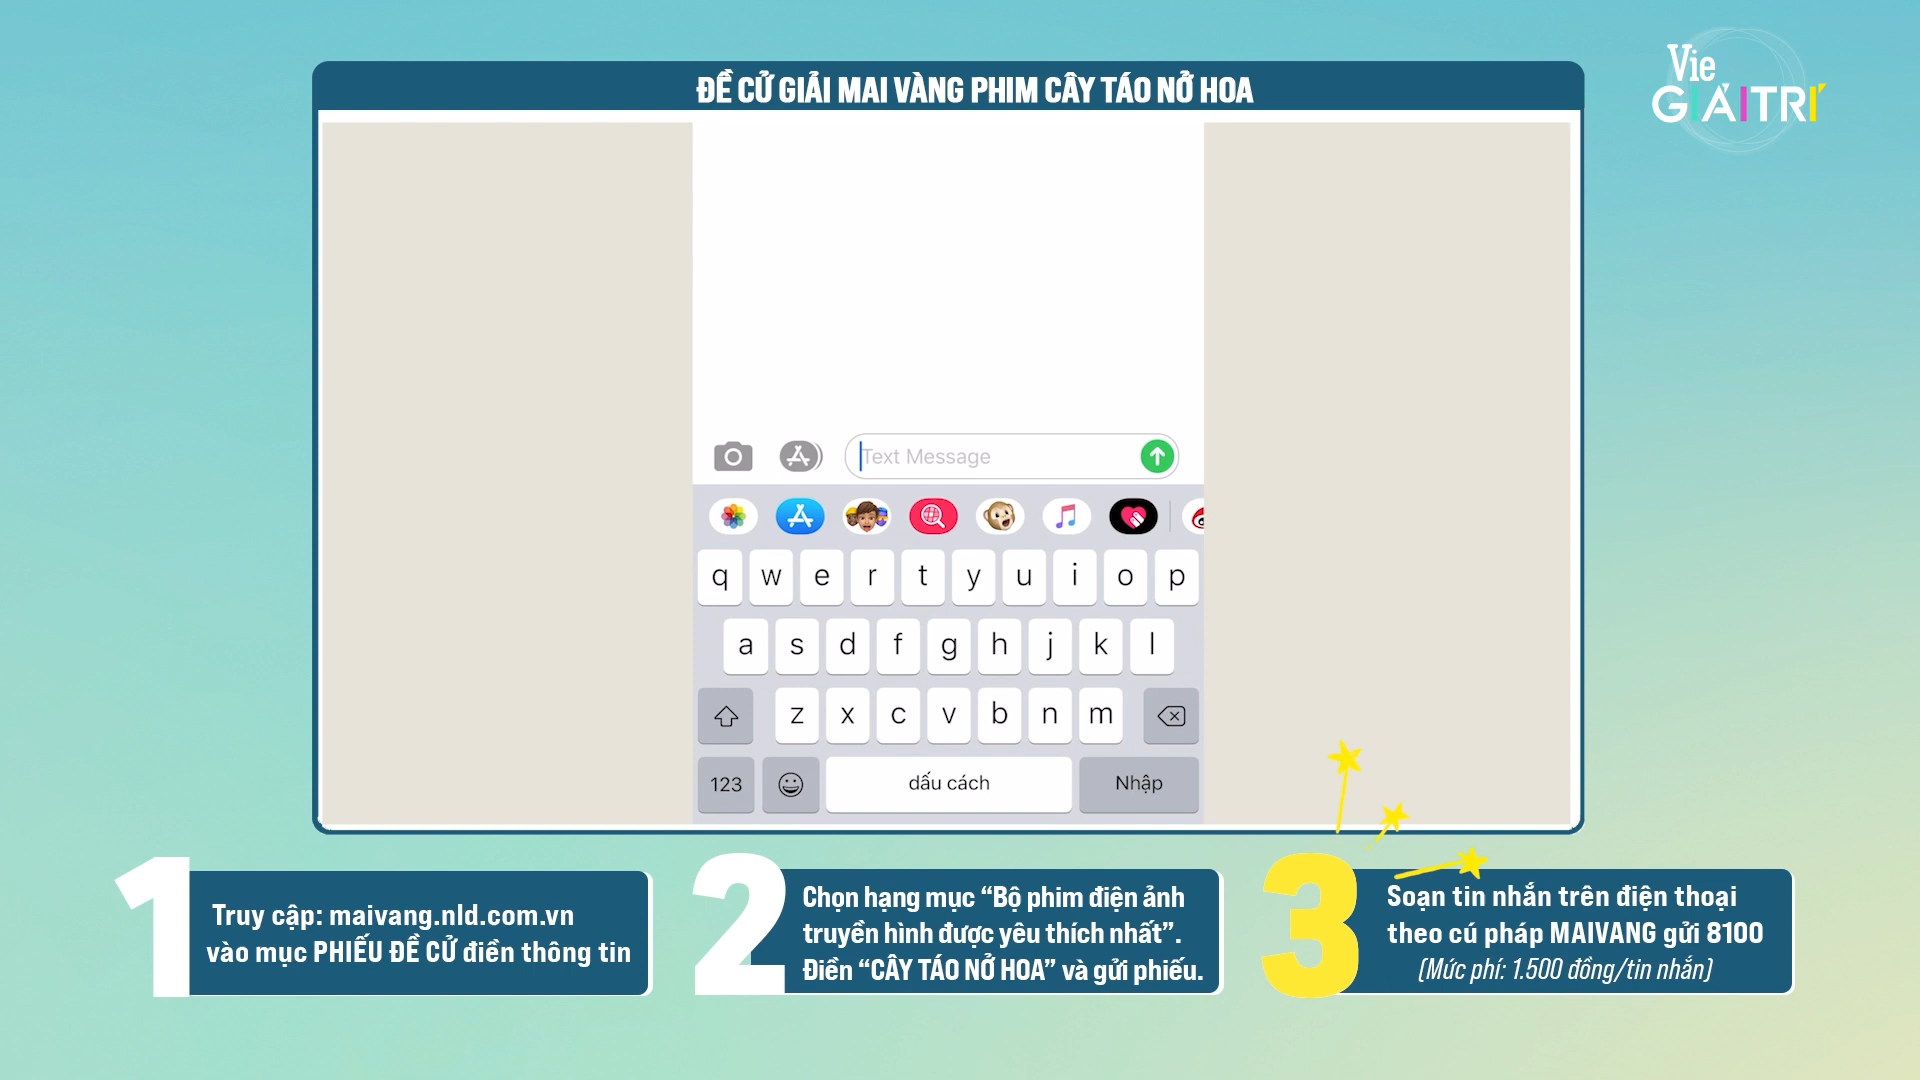 Vie
GIẢI TRÍ
ĐỀ CỬ GIẢI MAI VÀNG PHIM CÂY TÁO NỞ HOA
Text Message
q w e r t y u i o p
a s d f g h j k l
z x c v b n m
123 dấu cách Nhập
1
Truy cập: maivang.nld.com.vn
vào mục PHIẾU ĐỀ CỬ điền thông tin
2
Chọn hạng mục “Bộ phim điện ảnh
truyền hình được yêu thích nhất”.
Điền “CÂY TÁO NỞ HOA” và gửi phiếu.
3
Soạn tin nhắn trên điện thoại
theo cú pháp MAIVANG gửi 8100
(Mức phí: 1.500 đồng/tin nhắn)